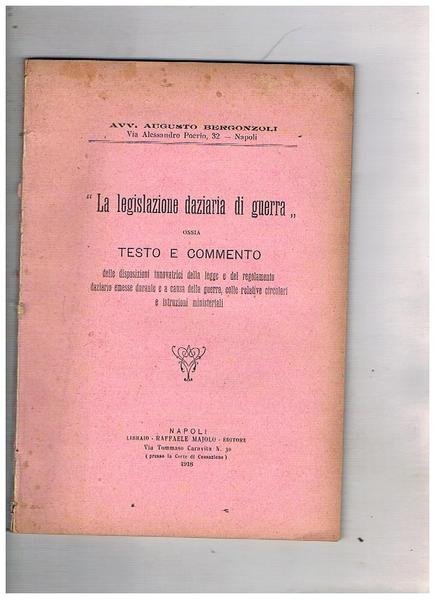 AVV. AUGUSTO BERGONZOLI
Via Alessandro Poerio, 32 — Napoli
“ La legislazione daziaria di guerra „
OSSIA
TESTO E COMMENTO
delle disposizioni innovatrici della legge e del regolamento
daziario emesse durante e a causa della guerra, colle relative circolari
e istruzioni ministeriali
NAPOLI
LIBRAIO - RAFFAELE MAJOLO - EDITORE
Via Tommaso Caravita N. 30
( presso la Corte di Cassazione )
1918